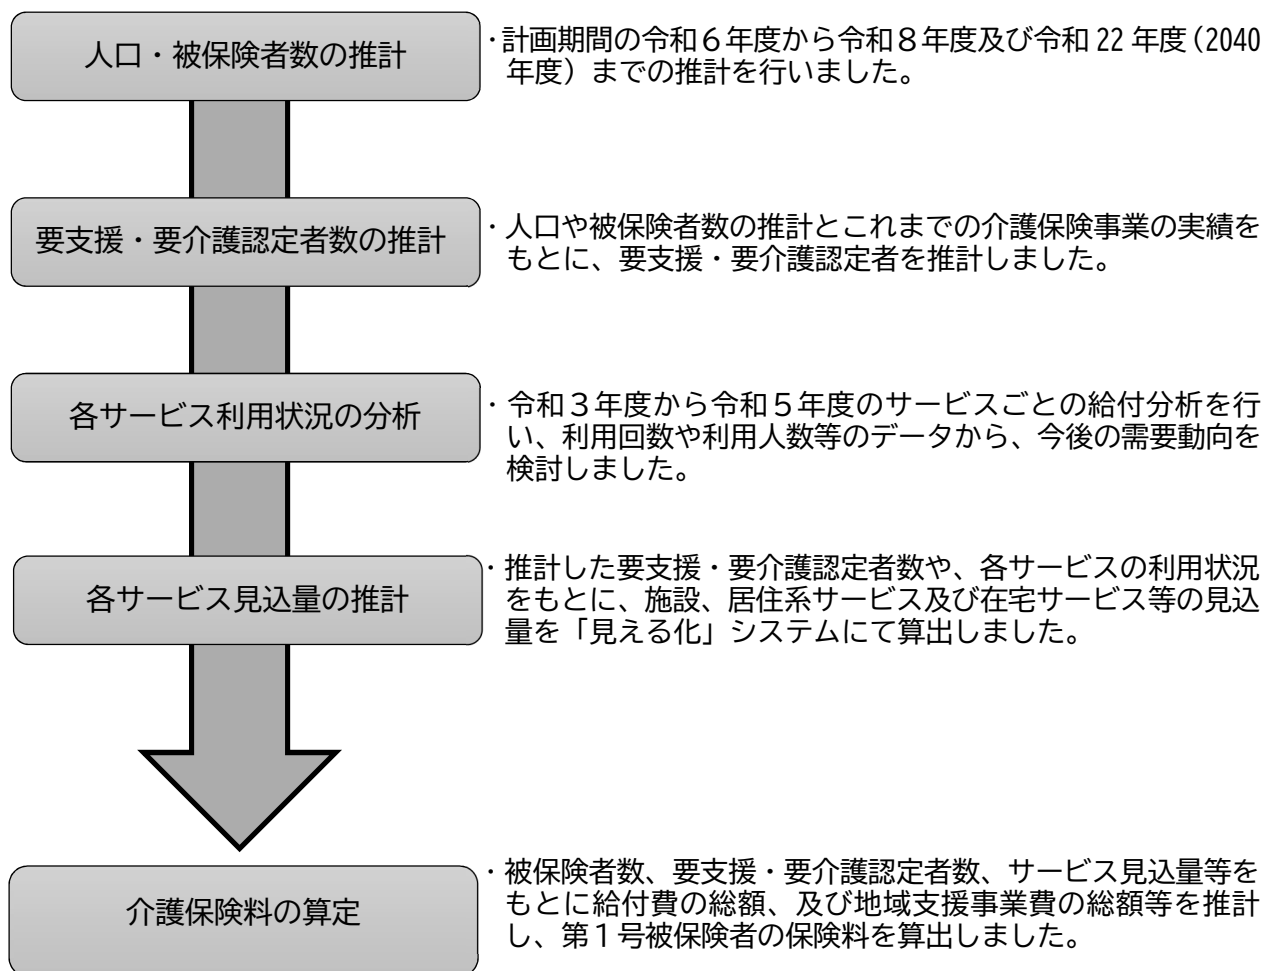 人口・被保険者数の推計
・計画期間の令和６年度から令和８年度及び令和 22 年度（2040
年度）までの推計を行いました。
要支援・要介護認定者数の推計
・人口や被保険者数の推計とこれまでの介護保険事業の実績を
もとに、要支援・要介護認定者を推計しました。
各サービス利用状況の分析
・令和３年度から令和５年度のサービスごとの給付分析を行
い、利用回数や利用人数等のデータから、今後の需要動向を
検討しました。
各サービス見込量の推計
・推計した要支援・要介護認定者数や、各サービスの利用状況
をもとに、施設、居住系サービス及び在宅サービス等の見込
量を「見える化」システムにて算出しました。
介護保険料の算定
・被保険者数、要支援・要介護認定者数、サービス見込量等を
もとに給付費の総額、及び地域支援事業費の総額等を推計
し、第１号被保険者の保険料を算出しました。